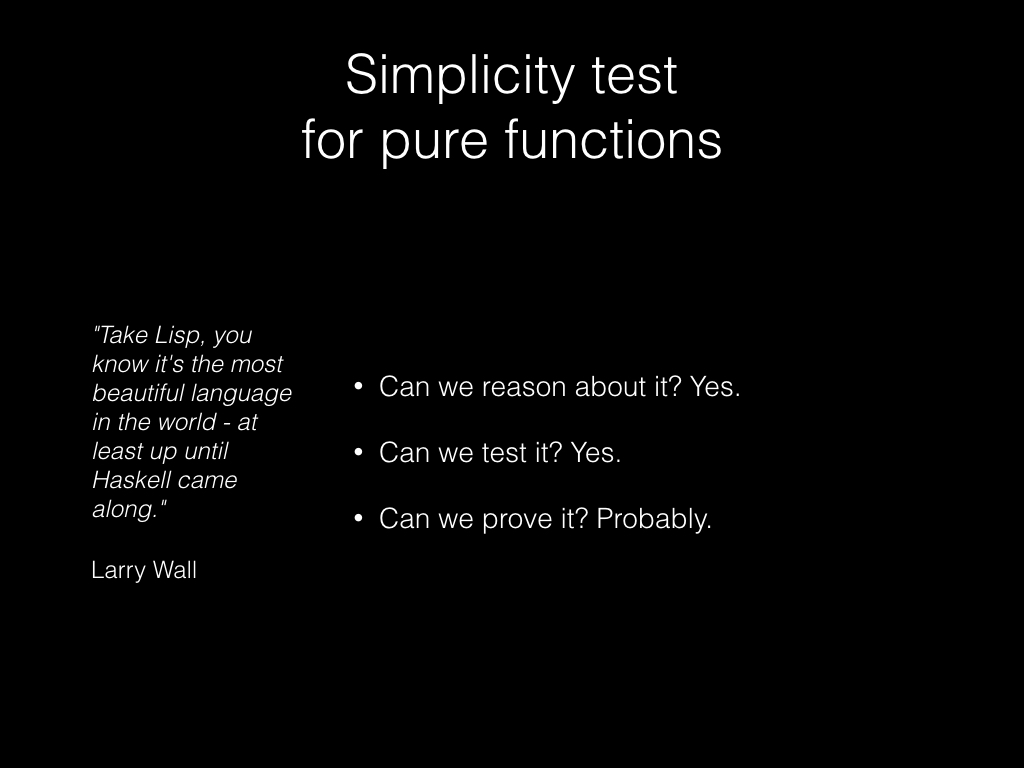 Simplicity test
for pure functions
"Take Lisp, you
know it's the most
beautiful language
in the world - at
least up until
Haskell came
along."
Larry Wall
• Can we reason about it? Yes.
• Can we test it? Yes.
• Can we prove it? Probably.